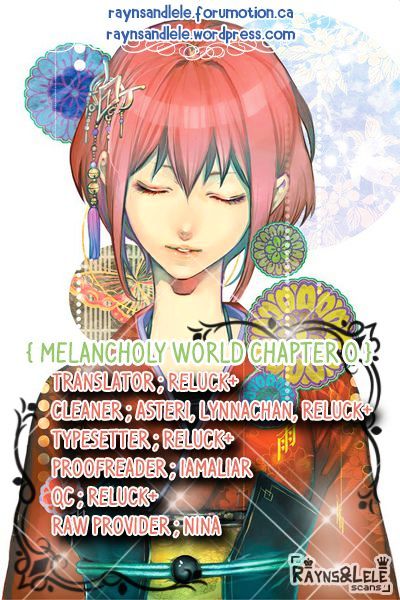 raynsandlele.forumotion.ca
raynsandlele.wordpress.com
{ MELANCHOLY WORLD CHAPTER 0 }
TRANSLATOR ; RELUCK+
CLEANER ; ASTERI, LYNNACHAN, RELUCK+
TYPESETTER ; RELUCK+
PROOFREADER ; IAMALIAR
QC ; RELUCK+
RAW PROVIDER ; NINA
雨
RAYNS&LELE
scans